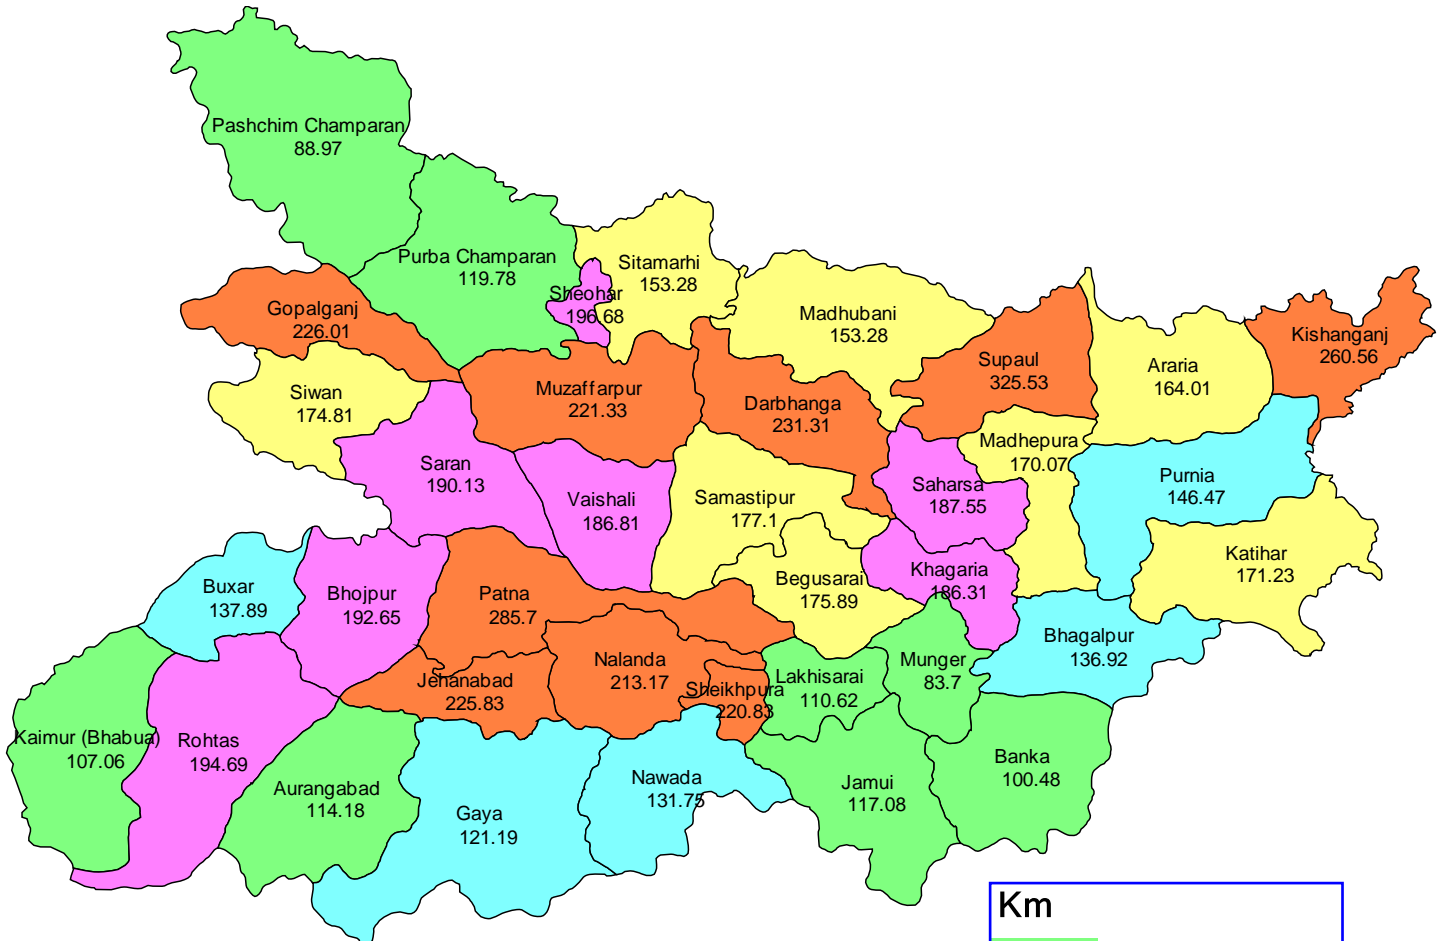 Pashchim Champaran
88.97
Purba Champaran
119.78
Sitamarhi
153.28
Sheohar
196.68
Gopalganj
226.01
Madhubani
153.28
Kishanganj
260.56
Supaul
325.53
Araria
164.01
Siwan
174.81
Muzaffarpur
221.33
Darbhanga
231.31
Madhepura
170.07
Saran
190.13
Vaishali
186.81
Samastipur
177.1
Saharsa
187.55
Purnia
146.47
Katihar
171.23
Buxar
137.89
Bhojpur
192.65
Patna
285.7
Begusarai
175.89
Khagaria
186.31
Bhagalpur
136.92
Jehanabad
225.83
Nalanda
213.17
Sheikhpura
220.83
Lakhisarai
110.62
Munger
83.7
Kaimur (Bhabua)
107.06
Rohtas
194.69
Aurangabad
114.18
Gaya
121.19
Nawada
131.75
Jamui
117.08
Banka
100.48
Km